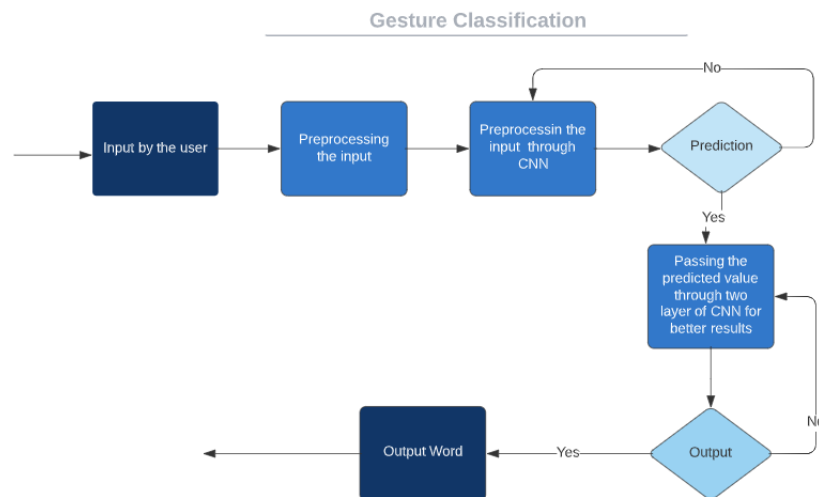 Gesture Classification
No
Input by the user
Preprocessing
the input
Preprocessin the
input through
CNN
Prediction
Yes
Passing the
predicted value
through two
layer of CNN for
better results
No
Output Word
Yes
Output